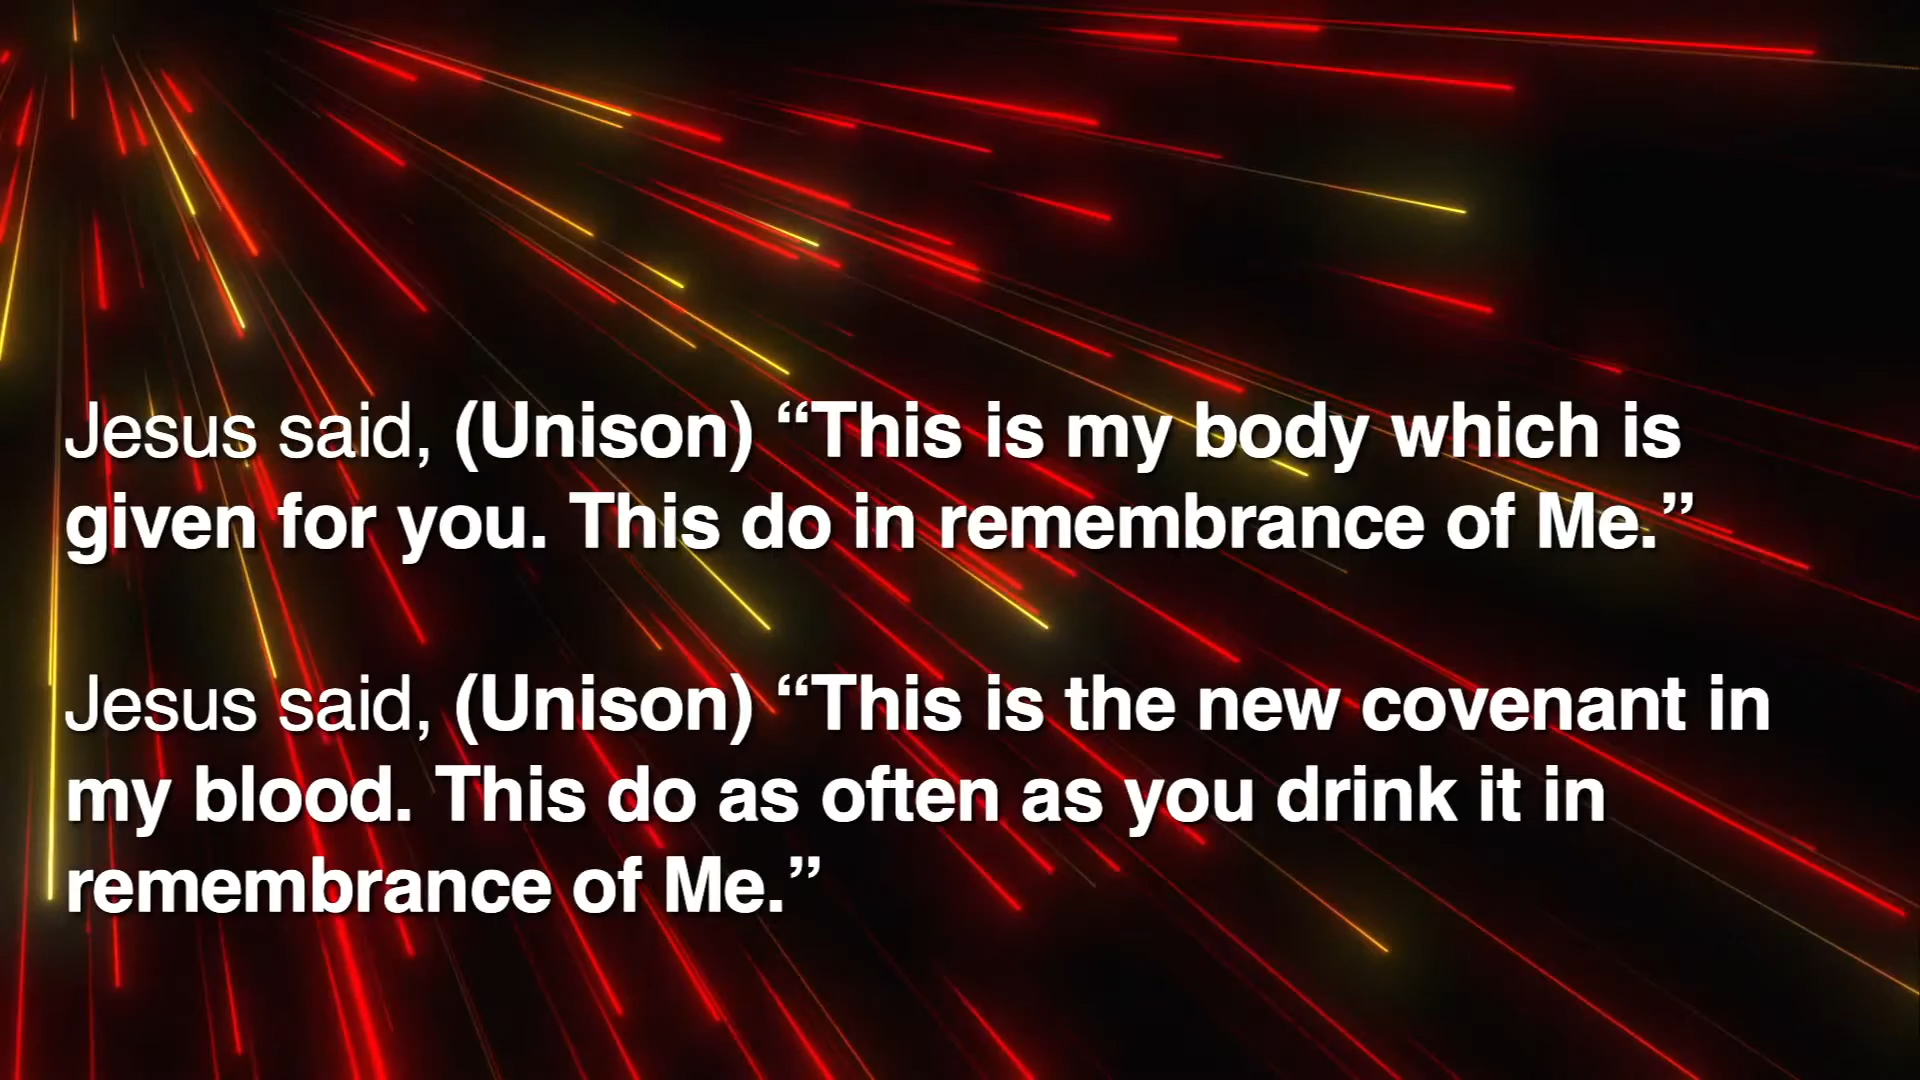 Jesus said, (Unison) “This is my body which is
given for you. This do in remembrance of Me.”
Jesus said, (Unison) “This is the new covenant in
my blood. This do as often as you drink it in
remembrance of Me.”